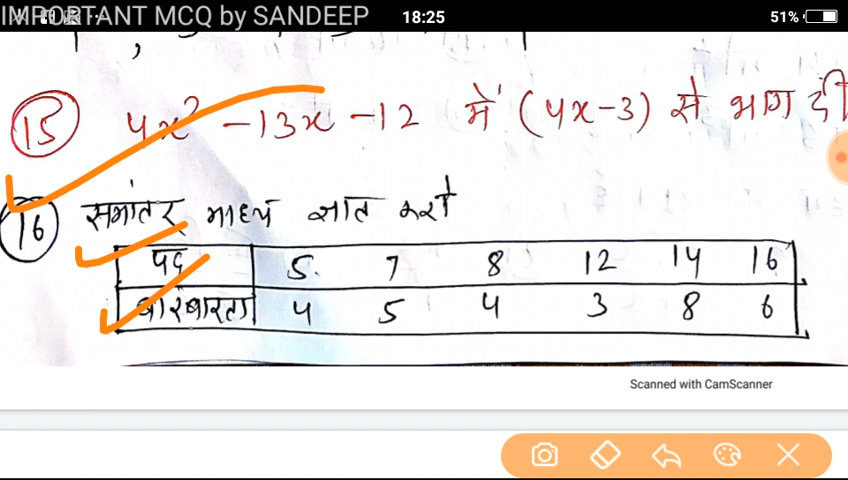 IMPORTANT MCQ by SANDEEP 18:25 51%
15 4x² -13x -12 में (4x-3) से भाग दी
16 समांतर माध्य ज्ञात करो
पद 5. 7 8 12 14 16
बारंबारता 4 5 4 3 8 6
Scanned with CamScanner